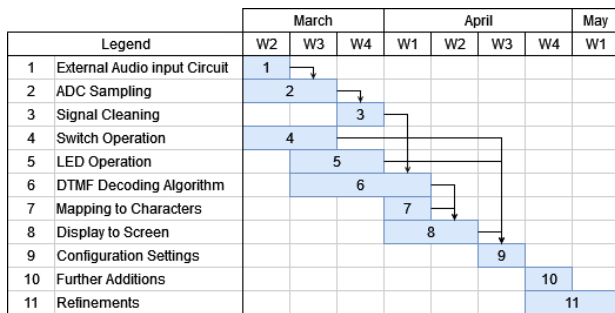 March April May
Legend W2 W3 W4 W1 W2 W3 W4 W1
1 External Audio input Circuit 1
2 ADC Sampling 2
3 Signal Cleaning 3
4 Switch Operation 4
5 LED Operation 5
6 DTMF Decoding Algorithm 6
7 Mapping to Characters 7
8 Display to Screen 8
9 Configuration Settings 9
10 Further Additions 10
11 Refinements 11